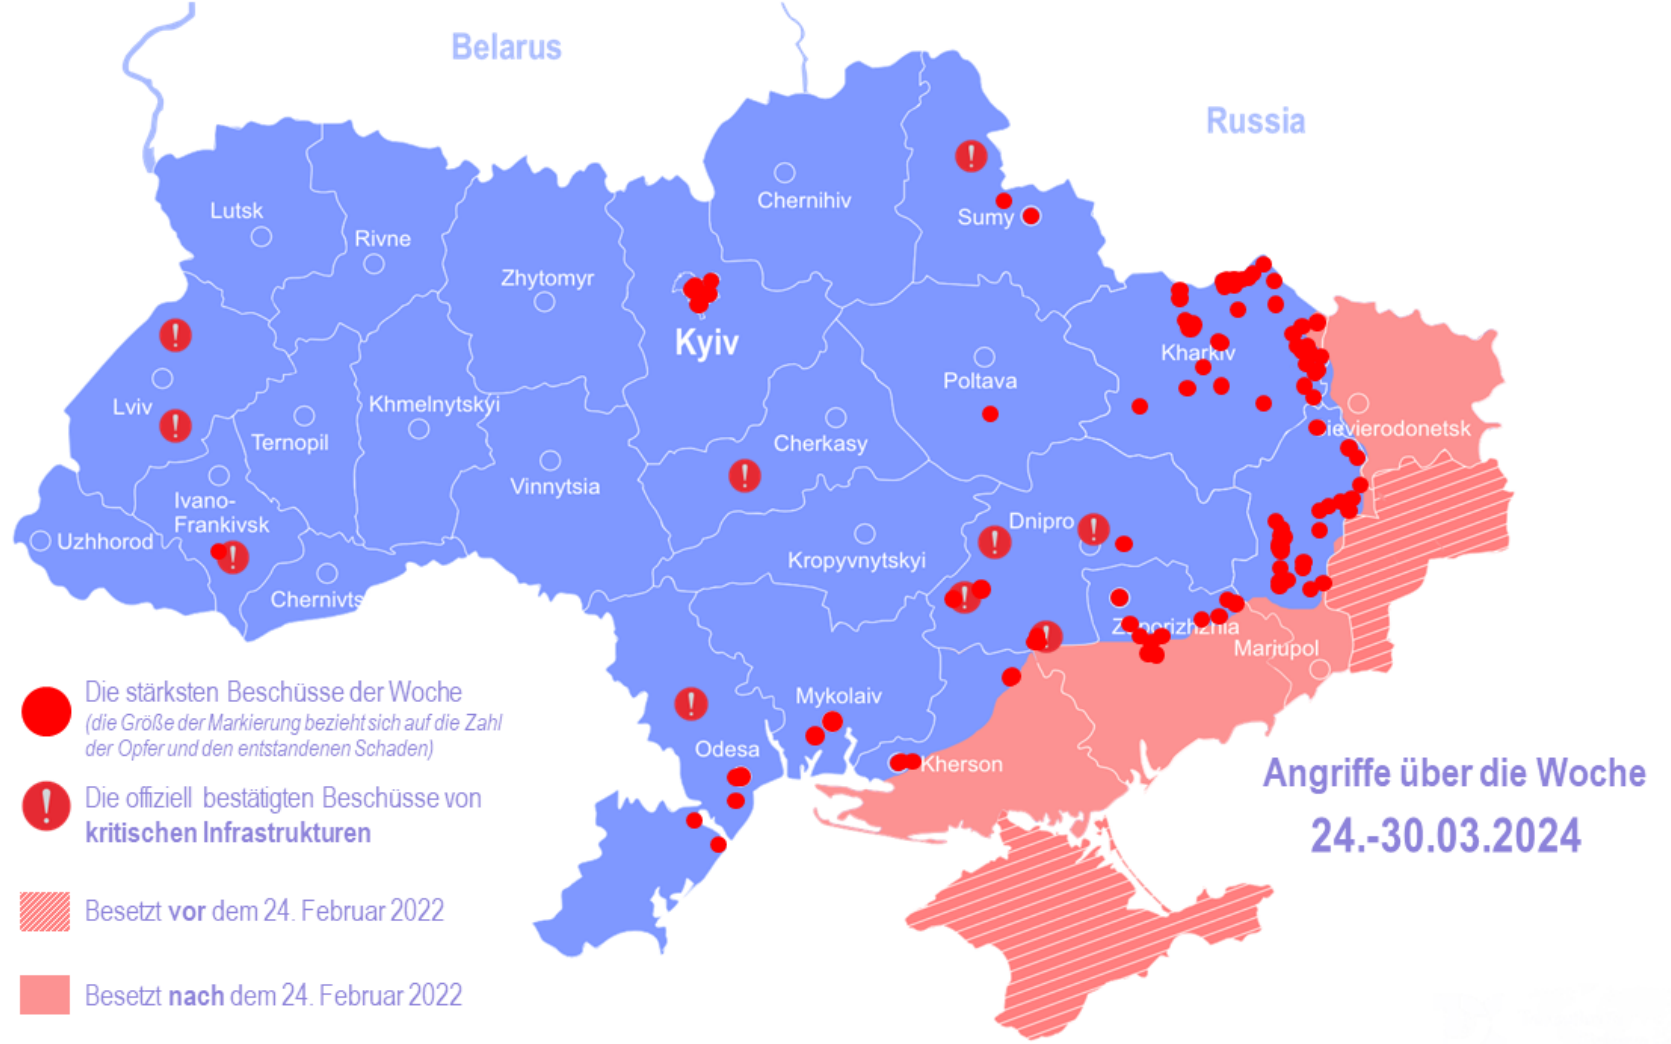 Belarus
Russia
Lutsk
Rivne
Zhytomyr
Chernihiv
Sumy
Kyiv
Lviv
Ternopil
Khmelnytskyi
Vinnytsia
Cherkasy
Poltava
Kharkiv
Sievierodonetsk
Ivano-
Frankivsk
Uzhhorod
Chernivts
Kropyvnytskyi
Dnipro
Zaporizhzhia
Mariupol
Mykolaiv
Odesa
Kherson
Die stärksten Beschüsse der Woche
(die Größe der Markierung bezieht sich auf die Zahl
der Opfer und den entstandenen Schaden)
Die offiziell bestätigten Beschüsse von
kritischen Infrastrukturen
Besetzt vor dem 24. Februar 2022
Besetzt nach dem 24. Februar 2022
Angriffe über die Woche
24.-30.03.2024